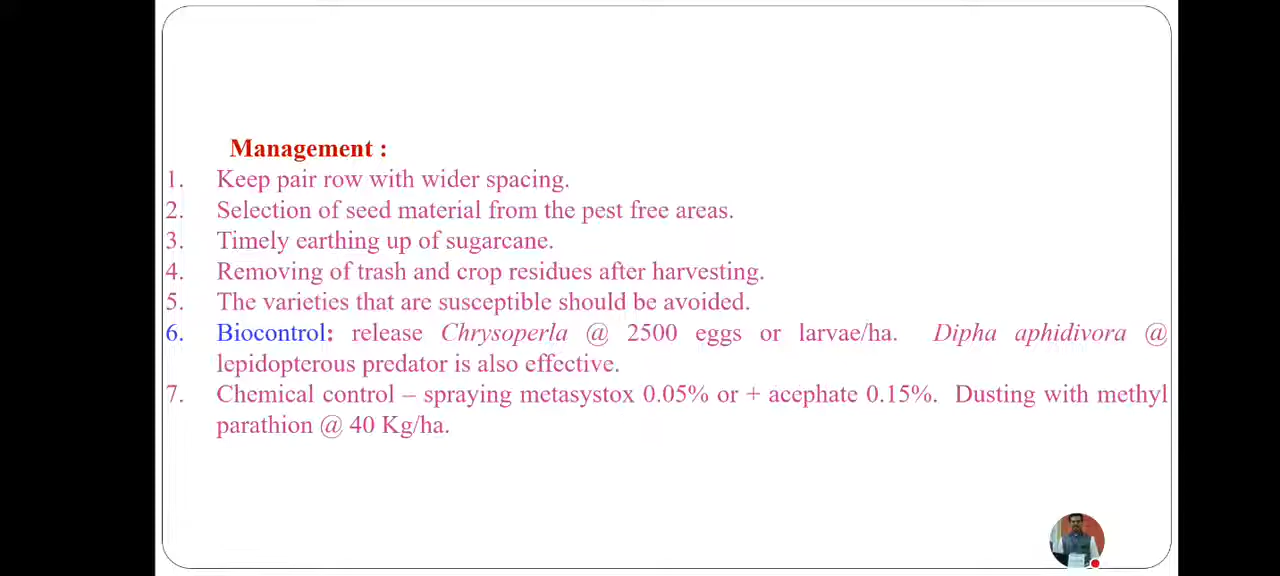 Management :
1. Keep pair row with wider spacing.
2. Selection of seed material from the pest free areas.
3. Timely earthing up of sugarcane.
4. Removing of trash and crop residues after harvesting.
5. The varieties that are susceptible should be avoided.
6. Biocontrol: release Chrysoperla @ 2500 eggs or larvae/ha. Dipha aphidivora @
lepidopterous predator is also effective.
7. Chemical control – spraying metasystox 0.05% or + acephate 0.15%. Dusting with methyl
parathion @ 40 Kg/ha.